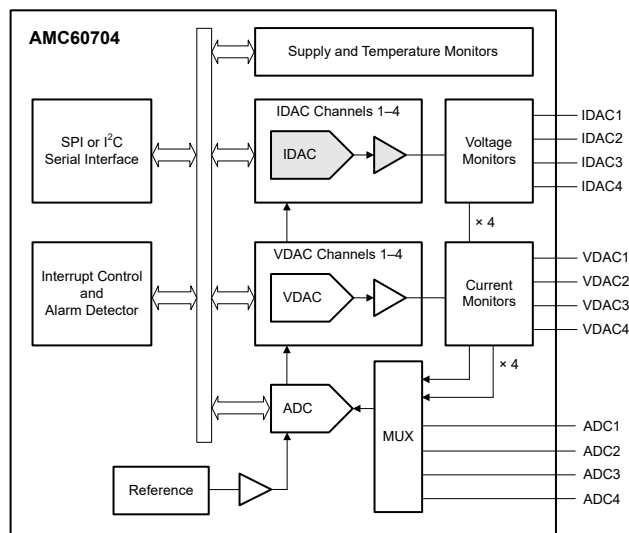 AMC60704
Supply and Temperature Monitors
SPI or I²C
Serial Interface
IDAC Channels 1–4
IDAC
Voltage
Monitors
IDAC1
IDAC2
IDAC3
IDAC4
× 4
Interrupt Control
and
Alarm Detector
VDAC Channels 1–4
VDAC
Current
Monitors
VDAC1
VDAC2
VDAC3
VDAC4
× 4
ADC
MUX
ADC1
ADC2
ADC3
ADC4
Reference